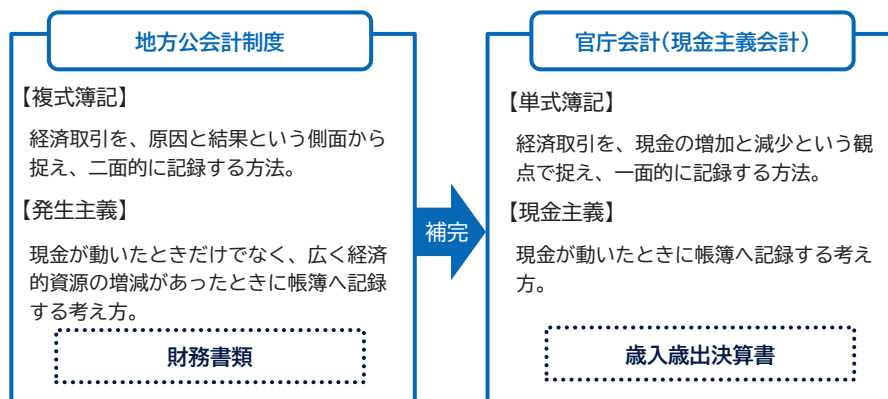 地方公会計制度
【複式簿記】
経済取引を、原因と結果という側面から
捉え、二面的に記録する方法。
【発生主義】
現金が動いたときだけでなく、広く経済
的資源の増減があったときに帳簿へ記録
する考え方。
財務書類
補完
官庁会計(現金主義会計)
【単式簿記】
経済取引を、現金の増加と減少という観
点で捉え、一面的に記録する方法。
【現金主義】
現金が動いたときに帳簿へ記録する考え
方。
歳入歳出決算書